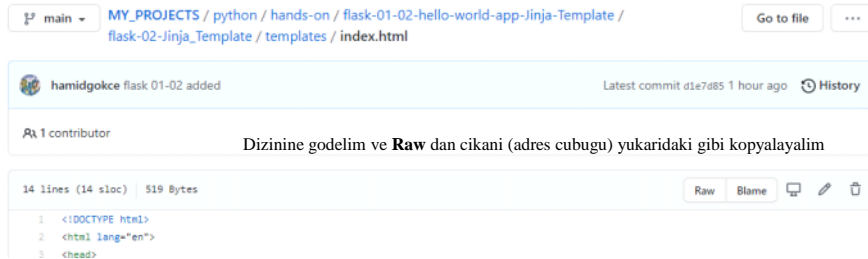 main MY_PROJECTS / python / hands-on / flask-01-02-hello-world-app-Jinja-Template / Go to file ...
flask-02-Jinja_Template / templates / index.html
hamidgokce flask 01-02 added Latest commit d1e7d85 1 hour ago History
1 contributor
Dizinine godelim ve Raw dan cikani (adres cubugu) yukaridaki gibi kopyalayalim
14 lines (14 sloc) 519 Bytes Raw Blame
1 <!DOCTYPE html>
2 <html lang="en">
3 <head>